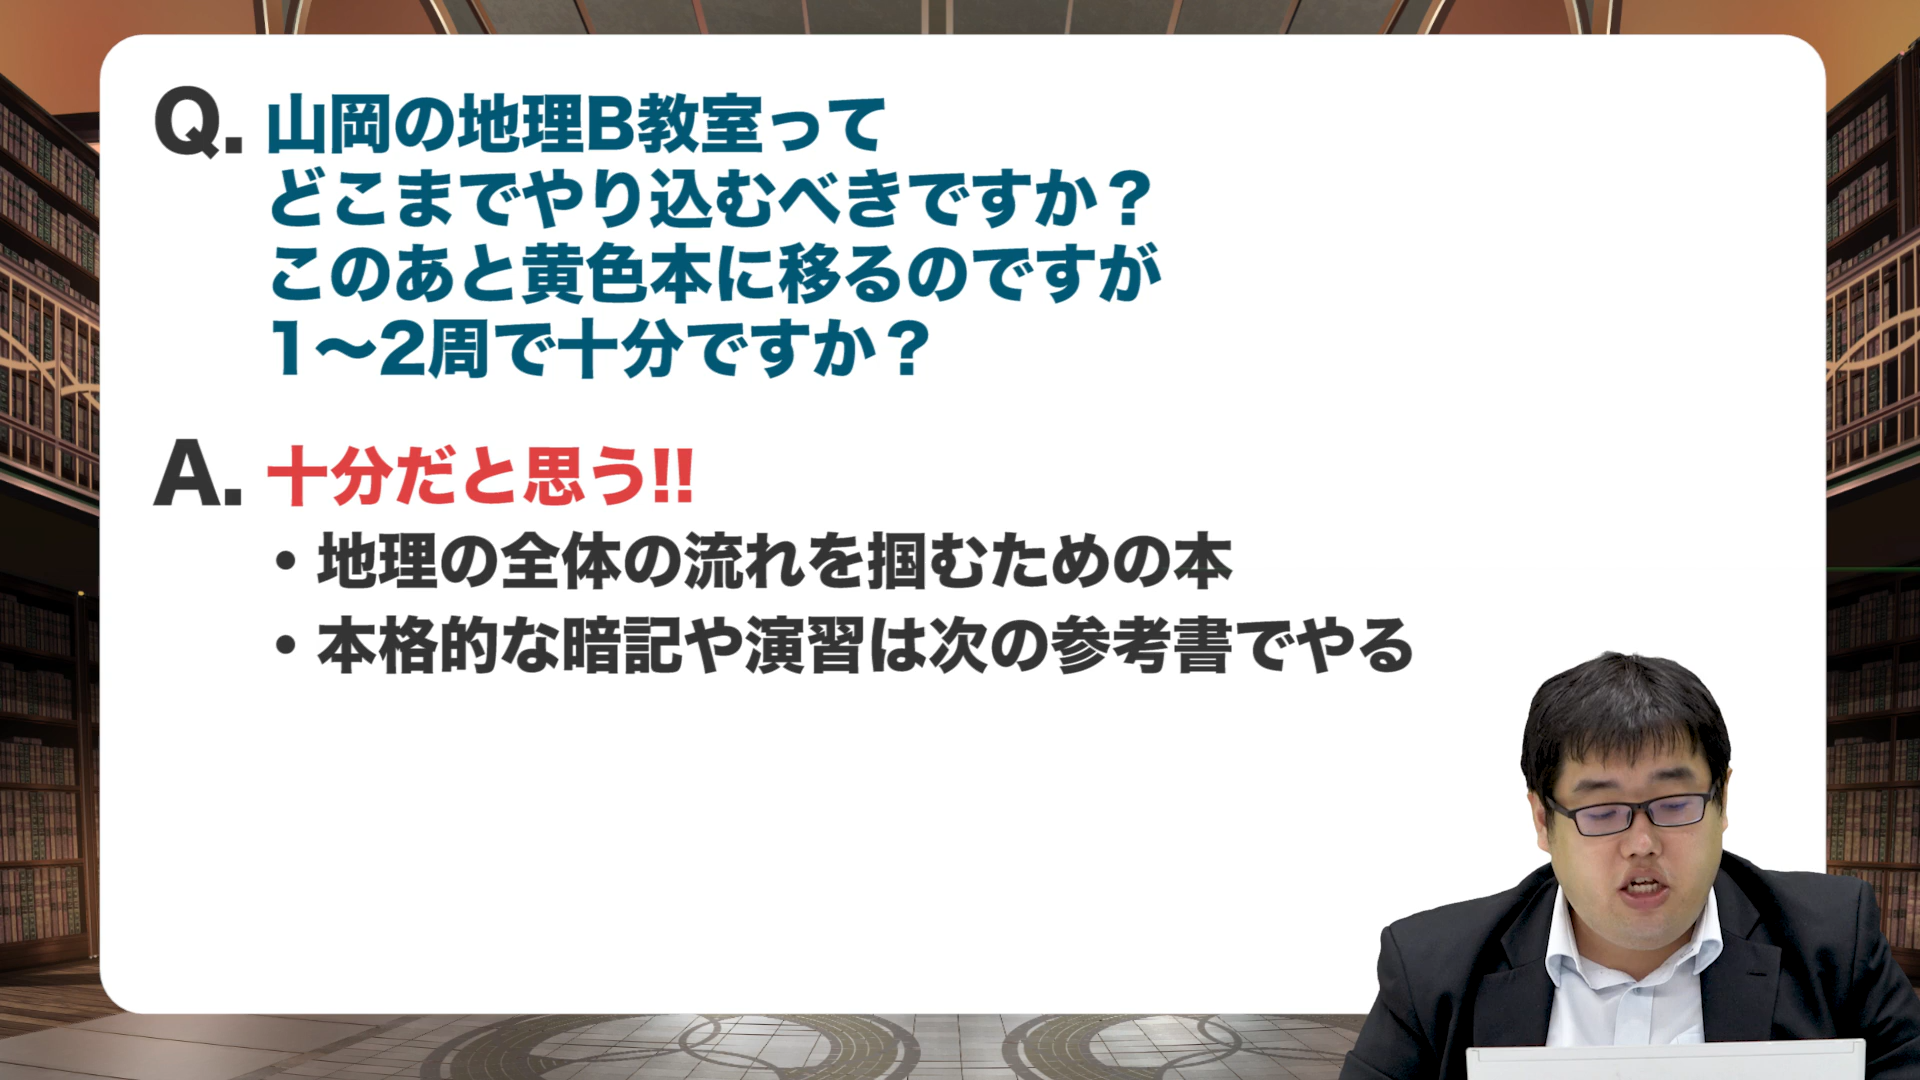 Q. 山岡の地理B教室って
どこまでやり込むべきですか？
このあと黄色本に移るのですが
1〜2周で十分ですか？
A. 十分だと思う!!
・地理の全体の流れを掴むための本
・本格的な暗記や演習は次の参考書でやる